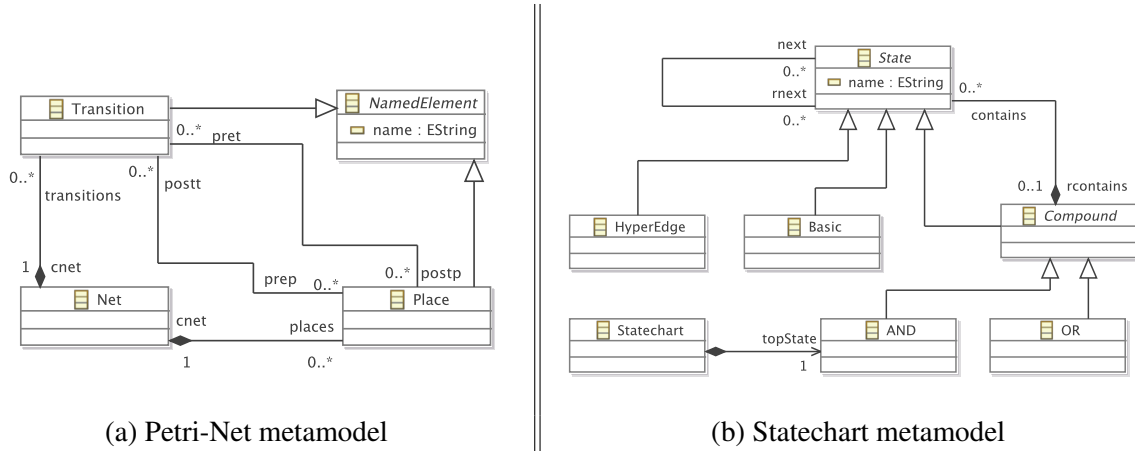 Transition
NamedElement
name : EString
0..*
pret
0..*
transitions
0..*
postt
1
cnet
prep
0..*
0..*
postp
Net
Place
cnet
places
1
0..*
(a) Petri-Net metamodel
next
0..*
rnext
0..*
State
name : EString
0..*
contains
0..1
rcontains
HyperEdge
Basic
Compound
Statechart
topState
1
AND
OR
(b) Statechart metamodel